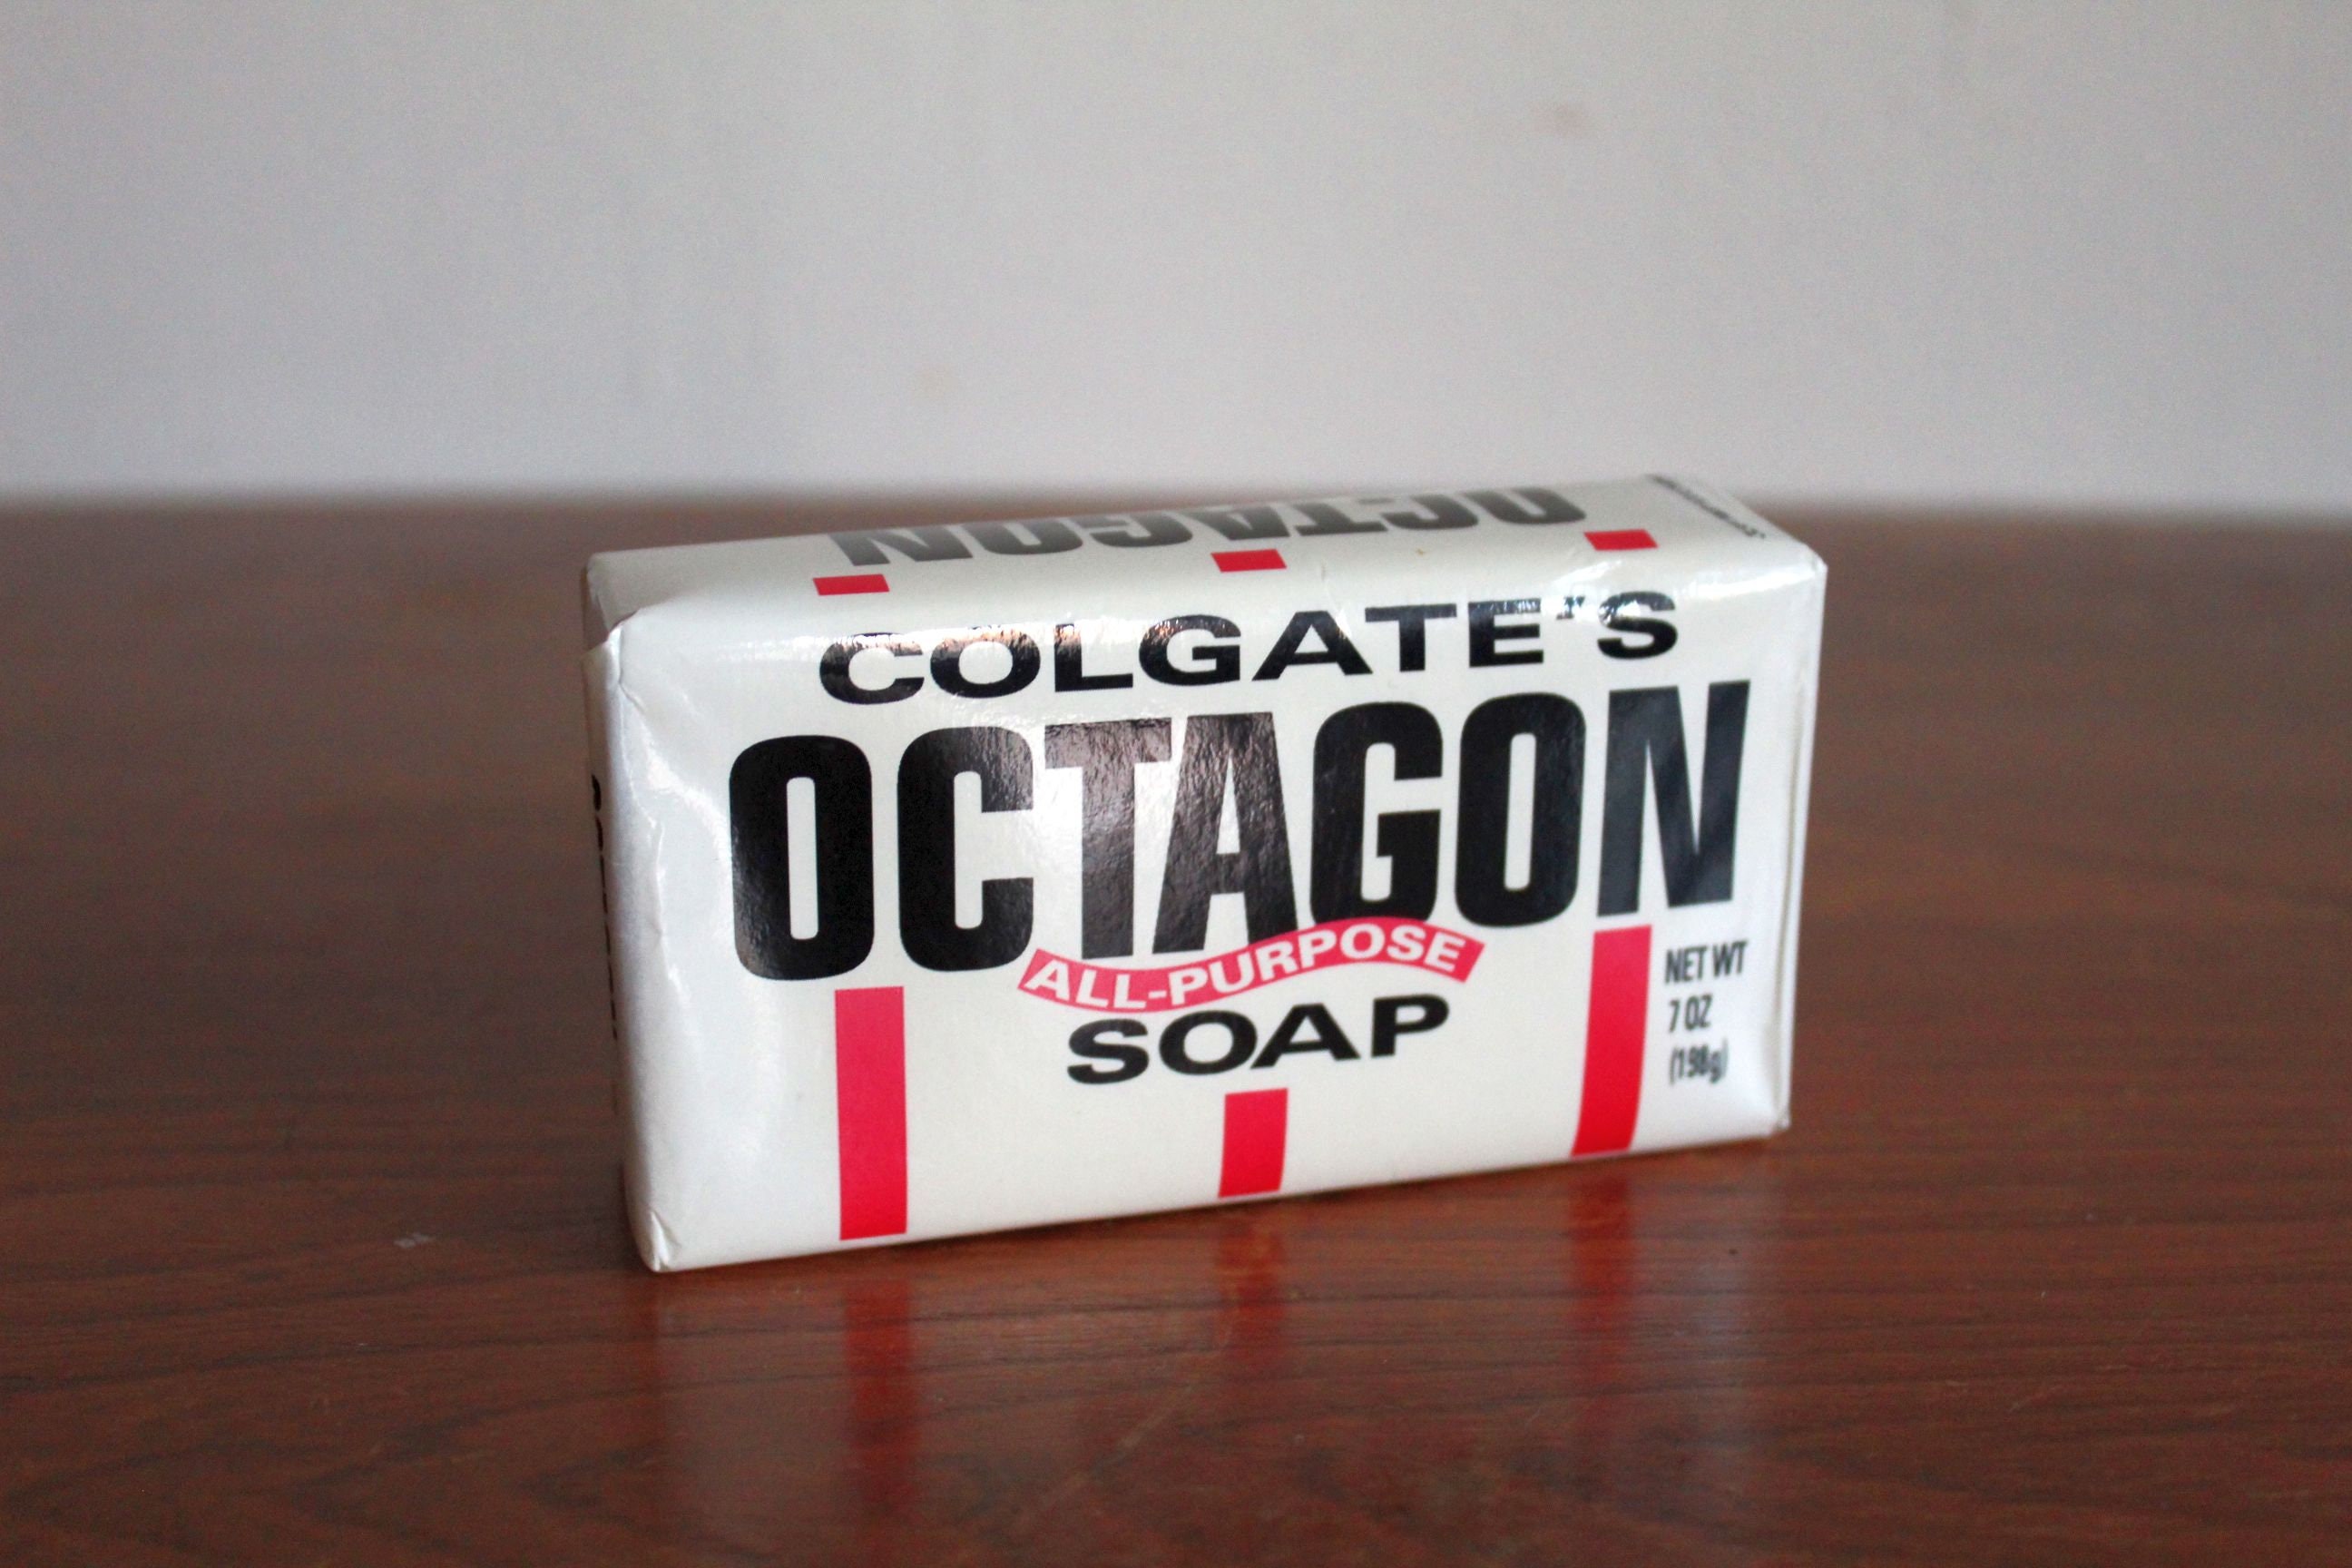 OCTAGON
COLGATE'S
OCTAGON
ALL-PURPOSE
SOAP
NET WT
7 OZ
(198g)